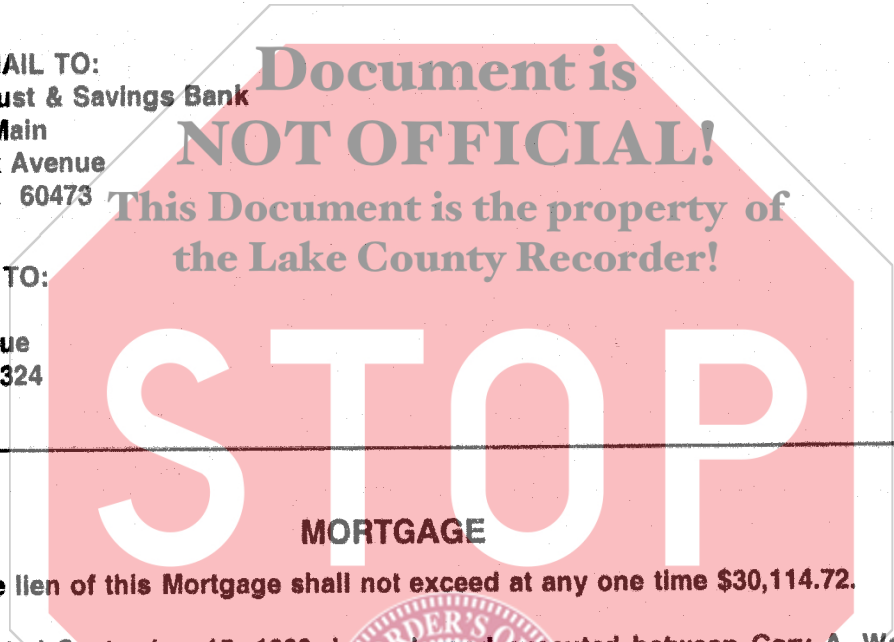 AIL TO:
ust & Savings Bank
Main
Avenue
60473
Document is
NOT OFFICIAL!
This Document is the property of
the Lake County Recorder!
TO:
ue
324
STOP
MORTGAGE
lien of this Mortgage shall not exceed at any one time $30,114.72.
RDER'S
between